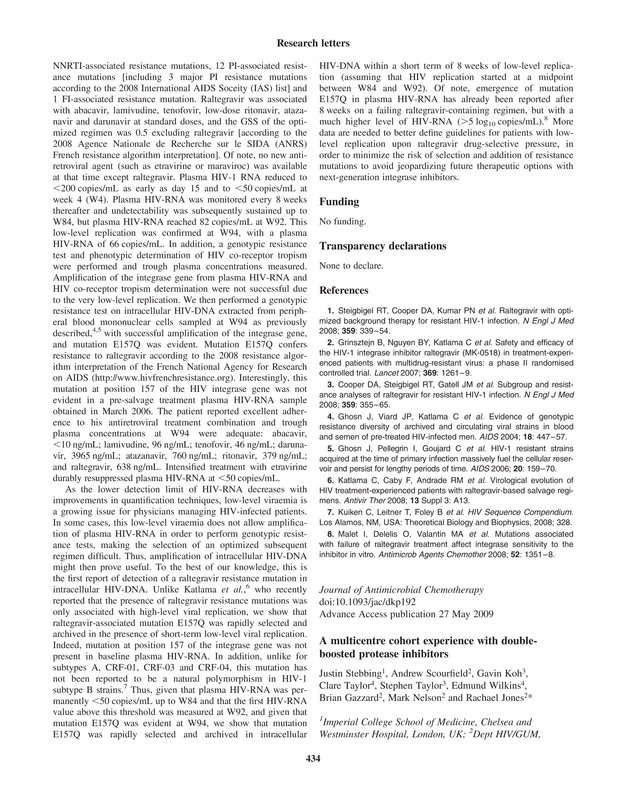 Research letters
NNRTI-associated resistance mutations, 12 PI-associated resist-
ance mutations [including 3 major PI resistance mutations
according to the 2008 International AIDS Soceity (IAS) list] and
1 FI-associated resistance mutation. Raltegravir was associated
with abacavir, lamivudine, tenofovir, low-dose ritonavir, ataza-
navir and darunavir at standard doses, and the GSS of the opti-
mized regimen was 0.5 excluding raltegravir [according to the
2008 Agence Nationale de Recherche sur le SIDA (ANRS)
French resistance algorithm interpretation]. Of note, no new anti-
retroviral agent (such as etravirine or maraviroc) was available
at that time except raltegravir. Plasma HIV-1 RNA reduced to
<200 copies/mL as early as day 15 and to <50 copies/mL at
week 4 (W4). Plasma HIV-RNA was monitored every 8 weeks
thereafter and undetectability was subsequently sustained up to
W84, but plasma HIV-RNA reached 82 copies/mL at W92. This
low-level replication was confirmed at W94, with a plasma
HIV-RNA of 66 copies/mL. In addition, a genotypic resistance
test and phenotypic determination of HIV co-receptor tropism
were performed and trough plasma concentrations measured.
Amplification of the integrase gene from plasma HIV-RNA and
HIV co-receptor tropism determination were not successful due
to the very low-level replication. We then performed a genotypic
resistance test on intracellular HIV-DNA extracted from periph-
eral blood mononuclear cells sampled at W94 as previously
described,4,5 with successful amplification of the integrase gene,
and mutation E157Q was evident. Mutation E157Q confers
resistance to raltegravir according to the 2008 resistance algor-
ithm interpretation of the French National Agency for Research
on AIDS (http://www.hivfrenchresistance.org). Interestingly, this
mutation at position 157 of the HIV integrase gene was not
evident in a pre-salvage treatment plasma HIV-RNA sample
obtained in March 2006. The patient reported excellent adher-
ence to his antiretroviral treatment combination and trough
plasma concentrations at W94 were adequate: abacavir,
<10 ng/mL; lamivudine, 96 ng/mL; tenofovir, 46 ng/mL; daruna-
vir, 3965 ng/mL; atazanavir, 760 ng/mL; ritonavir, 379 ng/mL;
and raltegravir, 638 ng/mL. Intensified treatment with etravirine
durably resuppressed plasma HIV-RNA at <50 copies/mL.
As the lower detection limit of HIV-RNA decreases with
improvements in quantification techniques, low-level viraemia is
a growing issue for physicians managing HIV-infected patients.
In some cases, this low-level viraemia does not allow amplifica-
tion of plasma HIV-RNA in order to perform genotypic resist-
ance tests, making the selection of an optimized subsequent
regimen difficult. Thus, amplification of intracellular HIV-DNA
might then prove useful. To the best of our knowledge, this is
the first report of detection of a raltegravir resistance mutation in
intracellular HIV-DNA. Unlike Katlama et al.,6 who recently
reported that the presence of raltegravir resistance mutations was
only associated with high-level viral replication, we show that
raltegravir-associated mutation E157Q was rapidly selected and
archived in the presence of short-term low-level viral replication.
Indeed, mutation at position 157 of the integrase gene was not
present in baseline plasma HIV-RNA. In addition, unlike for
subtypes A, CRF-01, CRF-03 and CRF-04, this mutation has
not been reported to be a natural polymorphism in HIV-1
subtype B strains.7 Thus, given that plasma HIV-RNA was per-
manently <50 copies/mL up to W84 and that the first HIV-RNA
value above this threshold was measured at W92, and given that
mutation E157Q was evident at W94, we show that mutation
E157Q was rapidly selected and archived in intracellular
HIV-DNA within a short term of 8 weeks of low-level replica-
tion (assuming that HIV replication started at a midpoint
between W84 and W92). Of note, emergence of mutation
E157Q in plasma HIV-RNA has already been reported after
8 weeks on a failing raltegravir-containing regimen, but with a
much higher level of HIV-RNA (>5 log10 copies/mL).8 More
data are needed to better define guidelines for patients with low-
level replication upon raltegravir drug-selective pressure, in
order to minimize the risk of selection and addition of resistance
mutations to avoid jeopardizing future therapeutic options with
next-generation integrase inhibitors.
Funding
No funding.
Transparency declarations
None to declare.
References
1. Steigbigel RT, Cooper DA, Kumar PN et al. Raltegravir with opti-
mized background therapy for resistant HIV-1 infection. N Engl J Med
2008; 359: 339–54.
2. Grinsztejn B, Nguyen BY, Katlama C et al. Safety and efficacy of
the HIV-1 integrase inhibitor raltegravir (MK-0518) in treatment-experi-
enced patients with multidrug-resistant virus: a phase II randomised
controlled trial. Lancet 2007; 369: 1261–9.
3. Cooper DA, Steigbigel RT, Gatell JM et al. Subgroup and resist-
ance analyses of raltegravir for resistant HIV-1 infection. N Engl J Med
2008; 359: 355–65.
4. Ghosn J, Viard JP, Katlama C et al. Evidence of genotypic
resistance diversity of archived and circulating viral strains in blood
and semen of pre-treated HIV-infected men. AIDS 2004; 18: 447–57.
5. Ghosn J, Pellegrin I, Goujard C et al. HIV-1 resistant strains
acquired at the time of primary infection massively fuel the cellular reser-
voir and persist for lengthy periods of time. AIDS 2006; 20: 159–70.
6. Katlama C, Caby F, Andrade RM et al. Virological evolution of
HIV treatment-experienced patients with raltegravir-based salvage regi-
mens. Antivir Ther 2008; 13 Suppl 3: A13.
7. Kuiken C, Leitner T, Foley B et al. HIV Sequence Compendium.
Los Alamos, NM, USA: Theoretical Biology and Biophysics, 2008; 328.
8. Malet I, Delelis O, Valantin MA et al. Mutations associated
with failure of raltegravir treatment affect integrase sensitivity to the
inhibitor in vitro. Antimicrob Agents Chemother 2008; 52: 1351–8.
Journal of Antimicrobial Chemotherapy
doi:10.1093/jac/dkp192
Advance Access publication 27 May 2009
A multicentre cohort experience with double-
boosted protease inhibitors
Justin Stebbing1, Andrew Scourfield2, Gavin Koh3,
Clare Taylor4, Stephen Taylor3, Edmund Wilkins4,
Brian Gazzard2, Mark Nelson2 and Rachael Jones2*
1Imperial College School of Medicine, Chelsea and
Westminster Hospital, London, UK; 2Dept HIV/GUM,
434